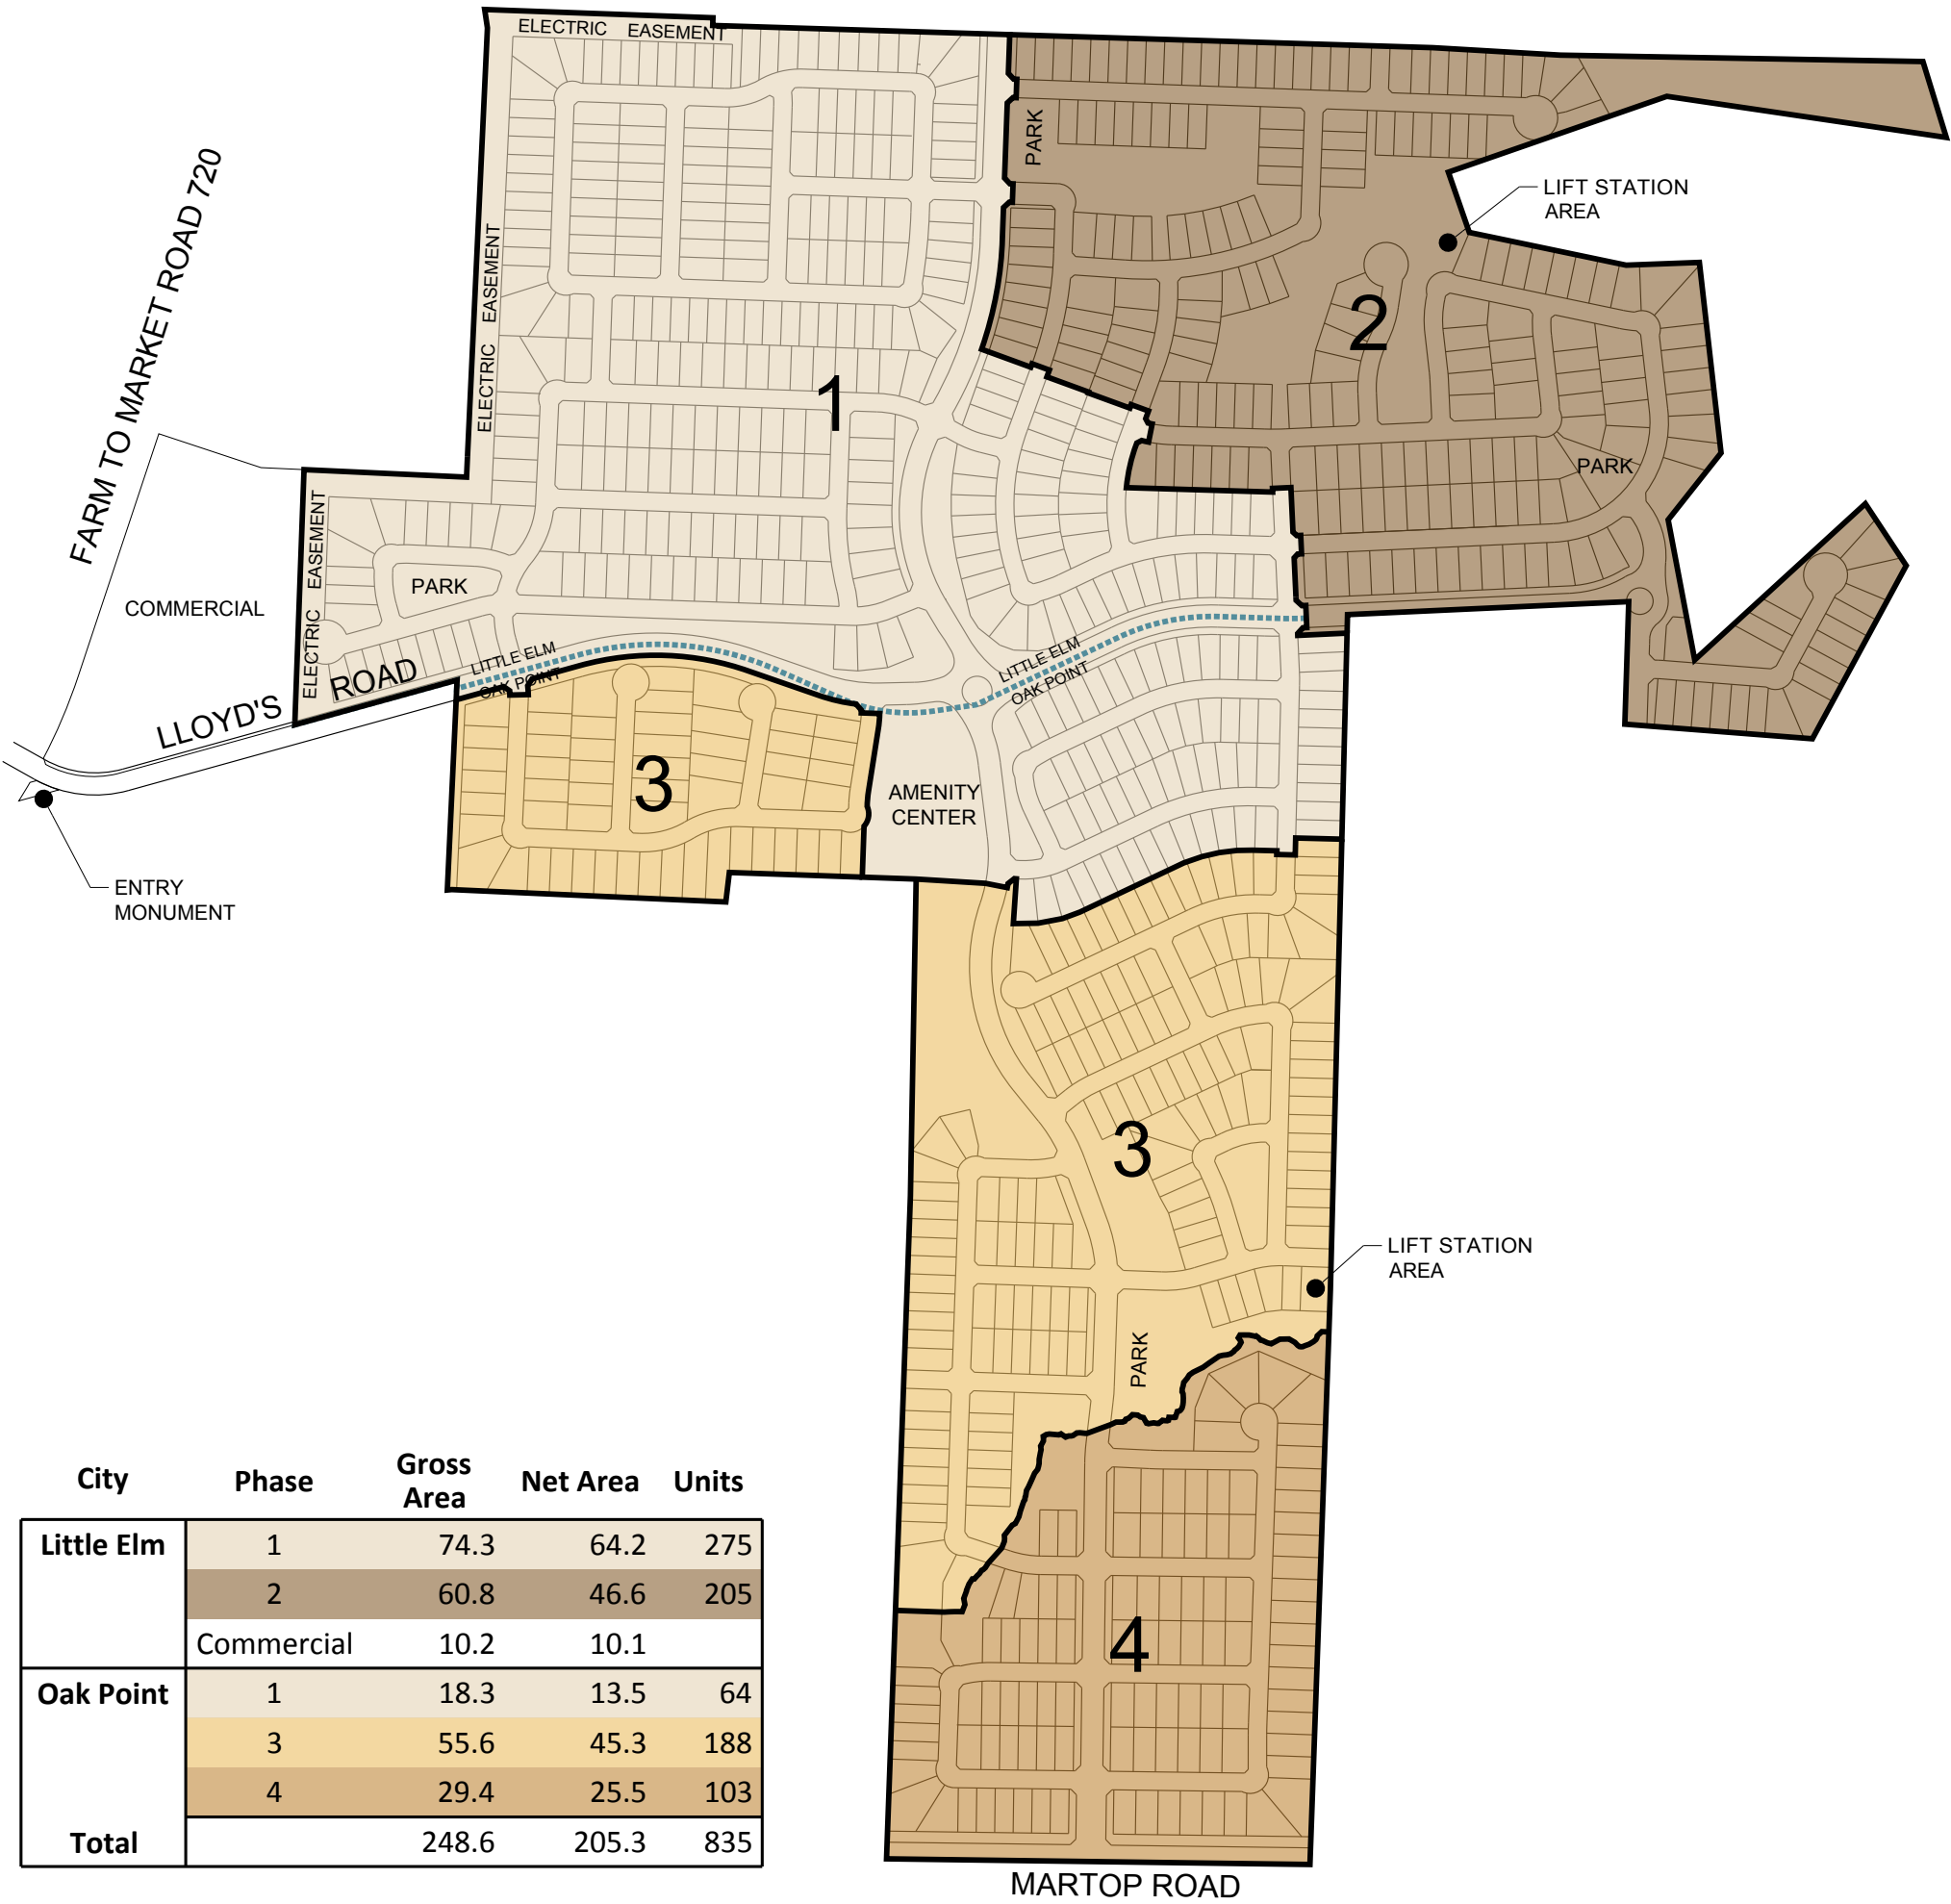 ELECTRIC EASEMENT
PARK
FARM TO MARKET ROAD 720
LIFT STATION
AREA
ELECTRIC EASEMENT
2
1
PARK
ELECTRIC EASEMENT
PARK
COMMERCIAL
LITTLE ELM
OAK POINT
LITTLE ELM
OAK POINT
LLOYD'S ROAD
3
AMENITY
CENTER
ENTRY
MONUMENT
3
LIFT STATION
AREA
PARK
4
MARTOP ROAD
City Phase Gross Area Net Area Units
Little Elm 1 74.3 64.2 275
2 60.8 46.6 205
Commercial 10.2 10.1
Oak Point 1 18.3 13.5 64
3 55.6 45.3 188
4 29.4 25.5 103
Total 248.6 205.3 835